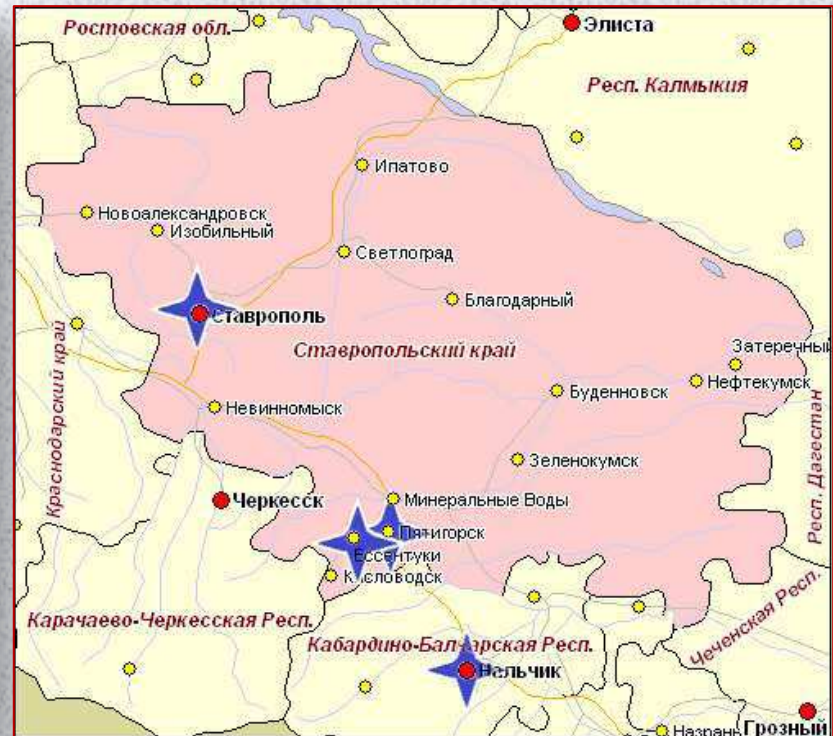 Элиста
Ростовская обл.
Респ. Калмыкия
Ипатово
Новоалександровск
Изобильный
Светлоград
Благодарный
Ставрополь
Ставропольский край
Затеречный
Нефтекумск
Буденновск
Невинномыск
Краснодарский край
Зеленокумск
Респ. Дагестан
Черкесск
Минеральные Воды
Пятигорск
Ессентуки
Кисловодск
Чеченская Респ.
Карачаево-Черкесская Респ.
Кабардино-Балкарская Респ.
Нальчик
Назрань
Грозный